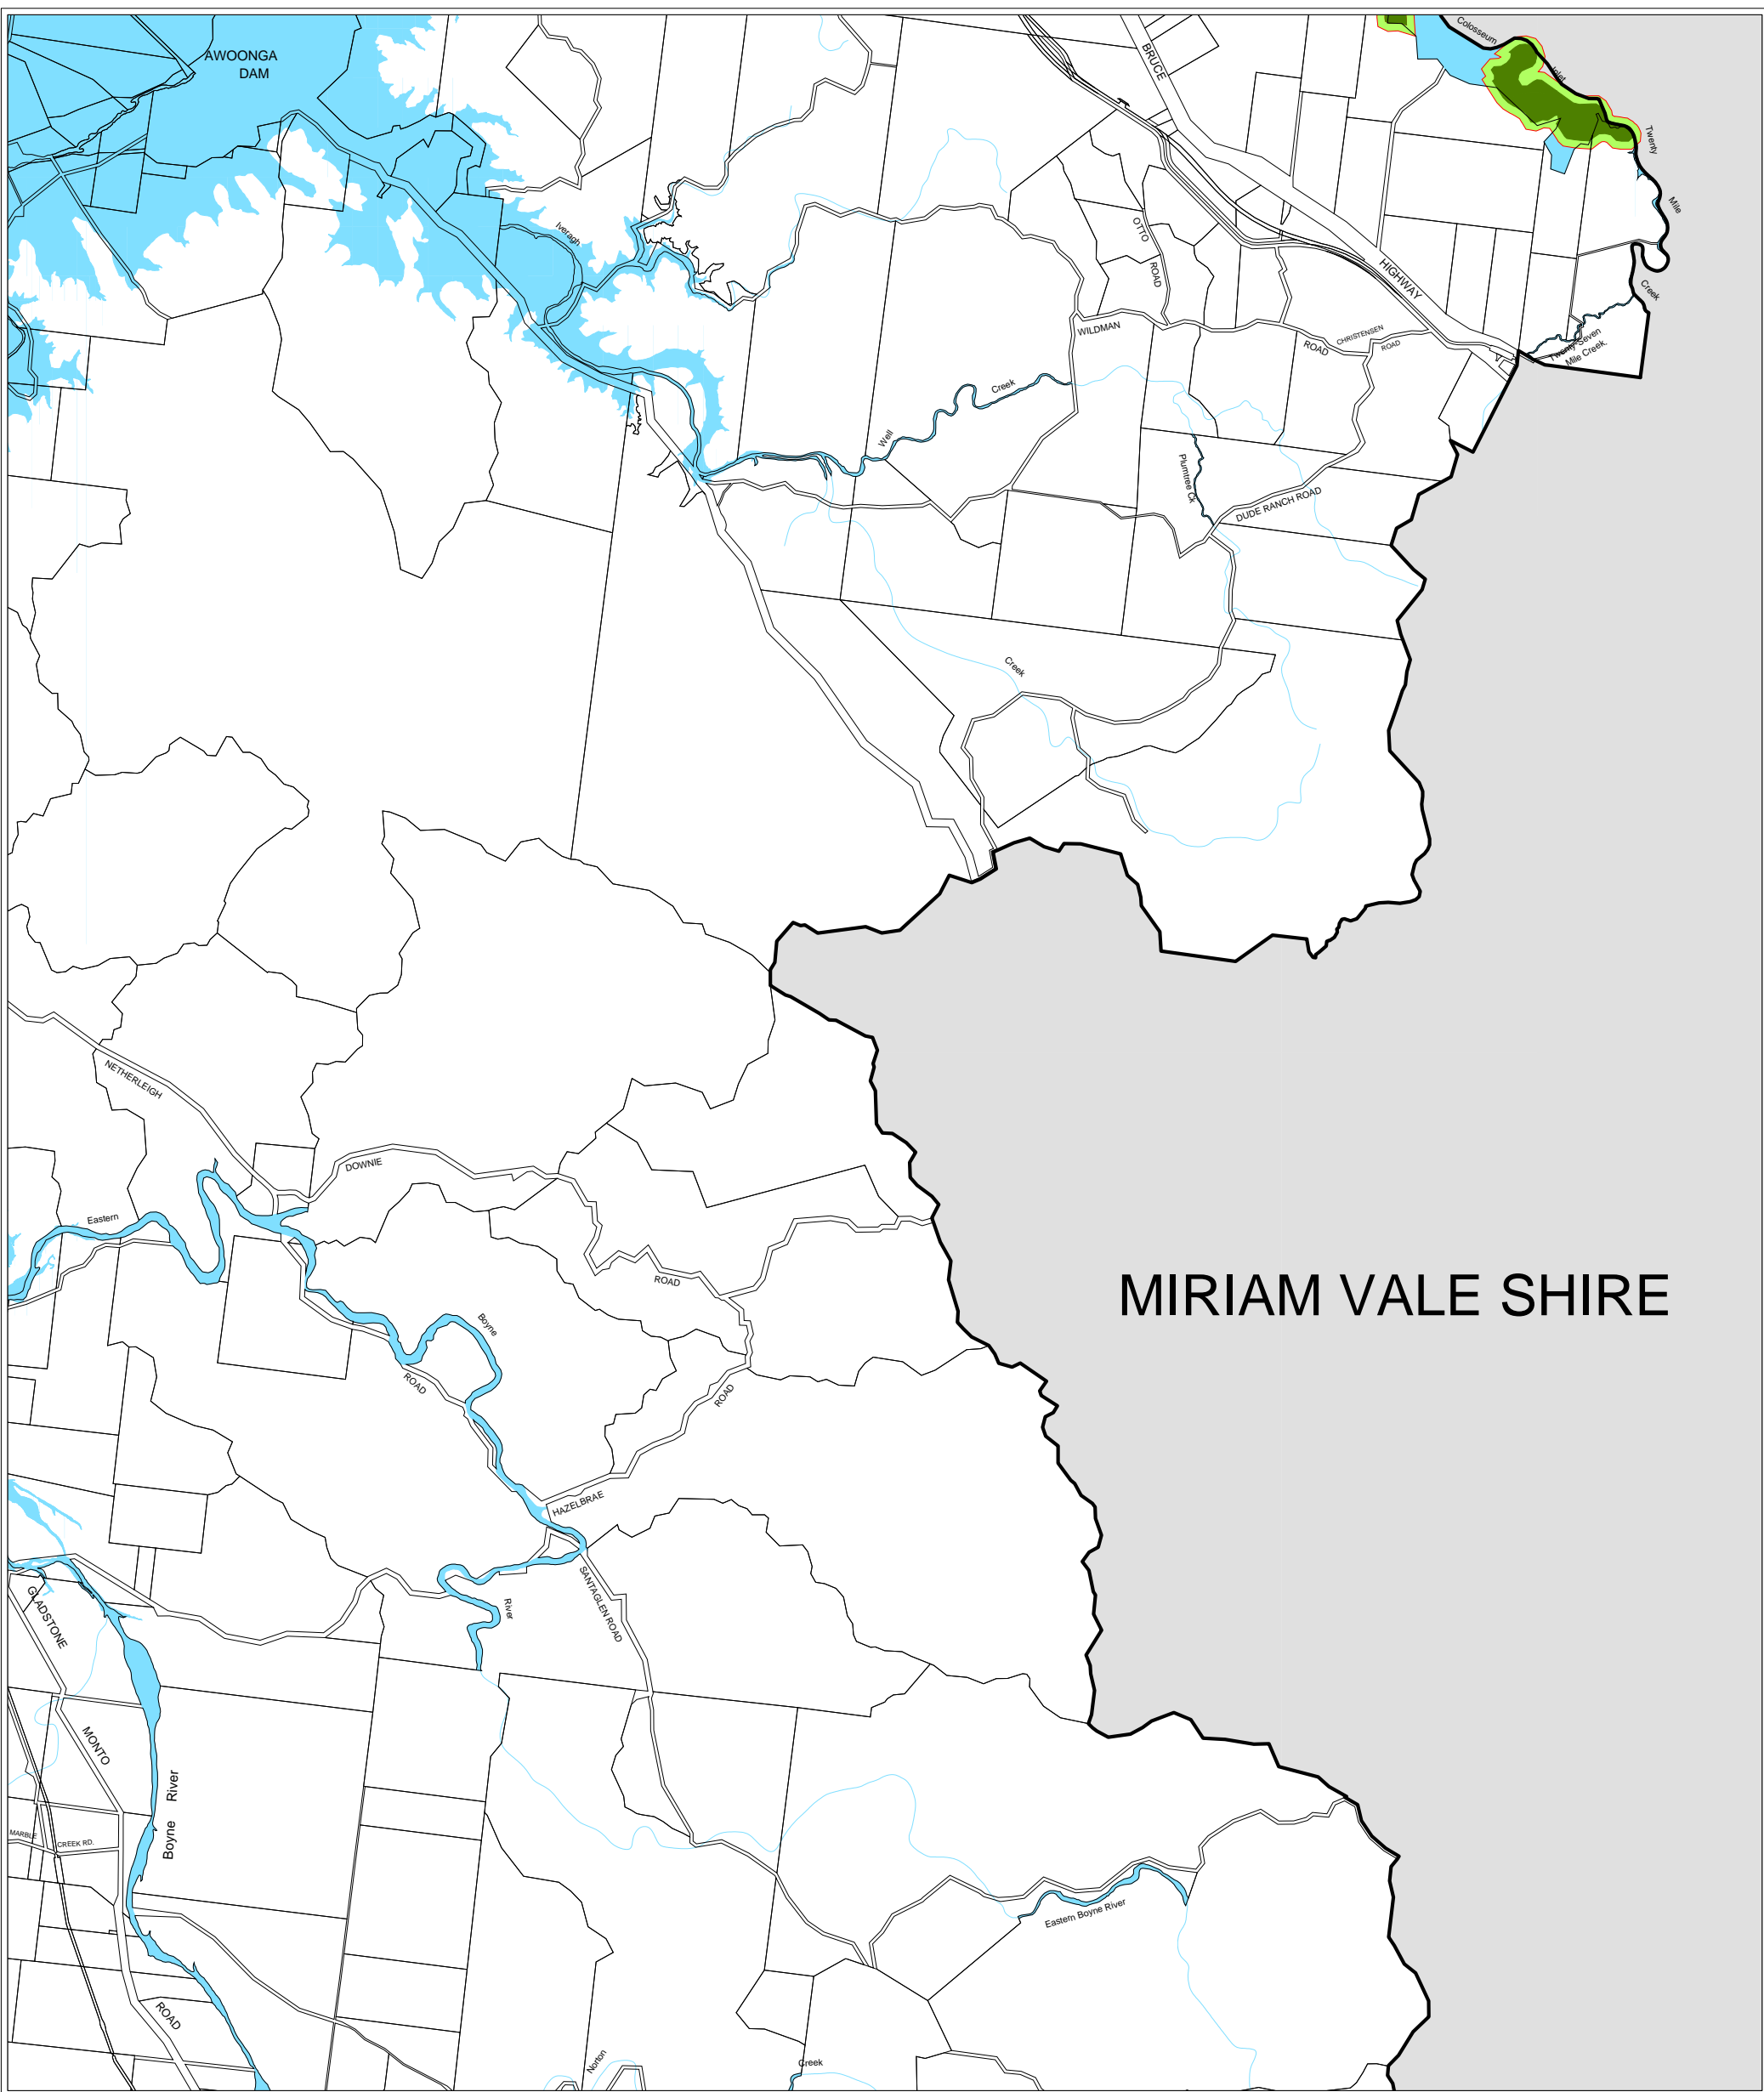 AWOONGA
DAM
BRUCE
Colosseum
Inlet
Twenty
Mile
Creek
Iveragh
OTTO
ROAD
HIGHWAY
WILDMAN
ROAD
CHRISTENSEN
ROAD
Twenty-Seven
Mile Creek.
Creek
Well
Plumtree Ck
DUDE RANCH ROAD
Creek
NETHERLEIGH
DOWNIE
Eastern
ROAD
MIRIAM VALE SHIRE
Boyne
ROAD
ROAD
HAZELBRAE
SANTAGLEN ROAD
River
GLADSTONE
MONTO
Boyne River
MARBLE
CREEK RD.
Eastern Boyne River
ROAD
Norton
Creek